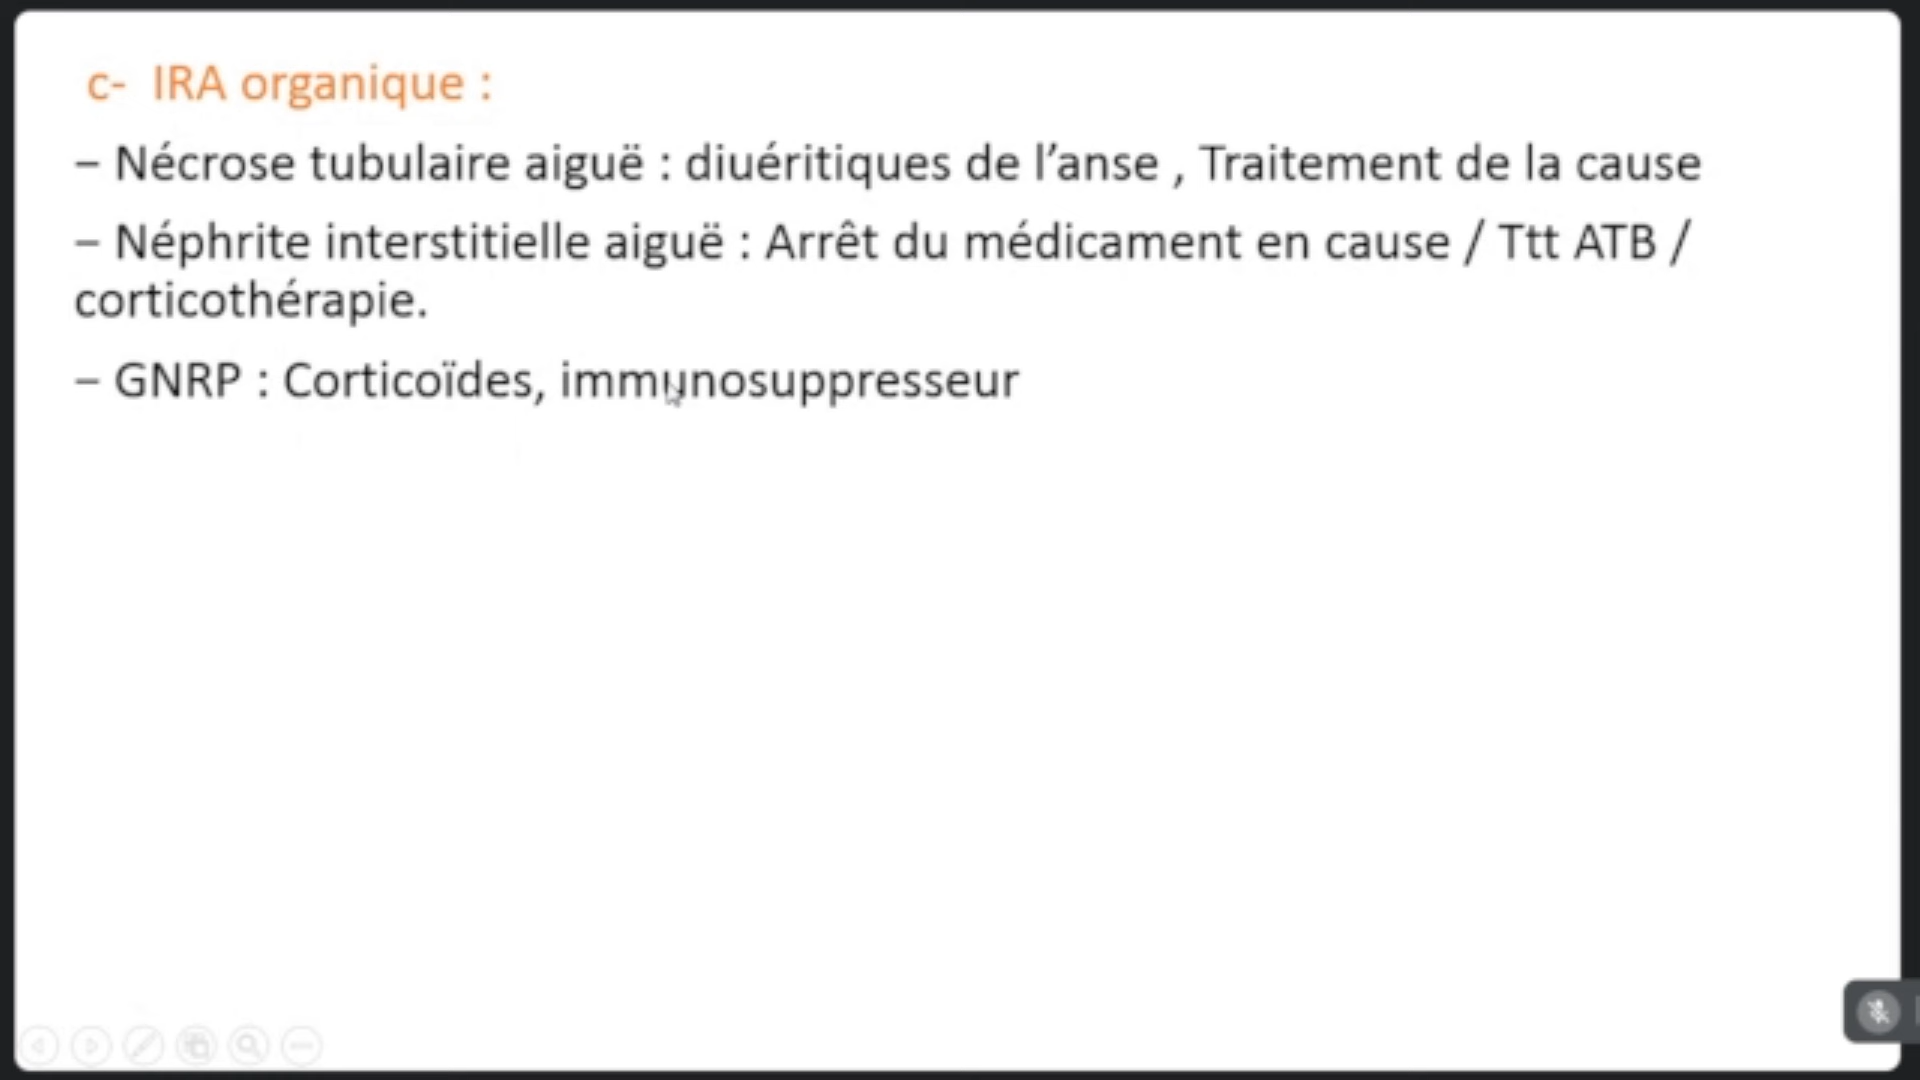 c- IRA organique :
– Nécrose tubulaire aiguë : diuéritiques de l’anse , Traitement de la cause
– Néphrite interstitielle aiguë : Arrêt du médicament en cause / Ttt ATB /
corticothérapie.
– GNRP : Corticoïdes, immunosuppresseur